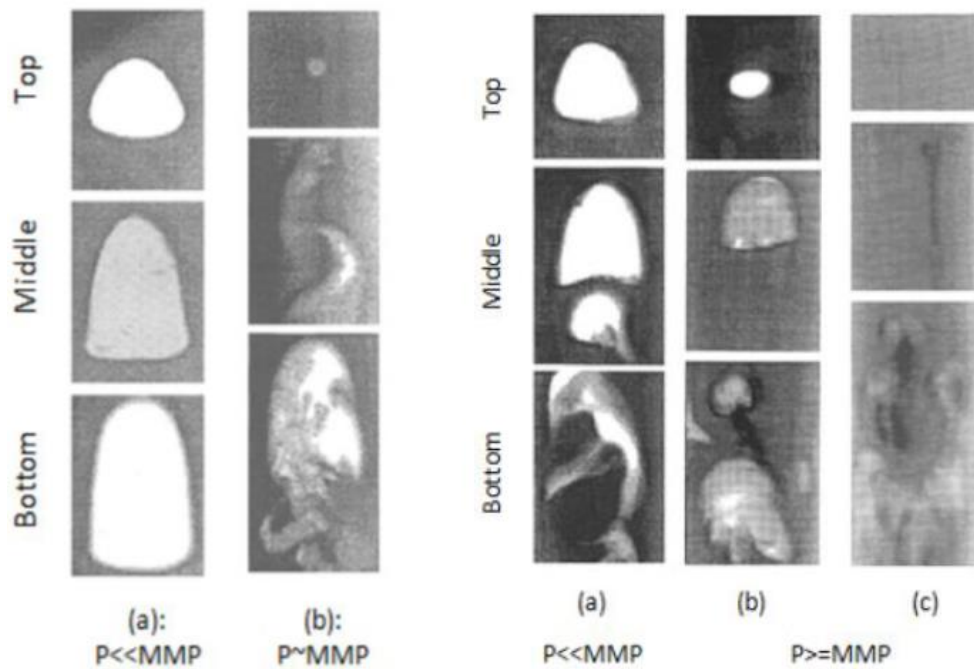 Top
Middle
Bottom
(a):
P<<MMP
(b):
P~MMP
Top
Middle
Bottom
(a)
(b)
(c)
P<<MMP
P>=MMP